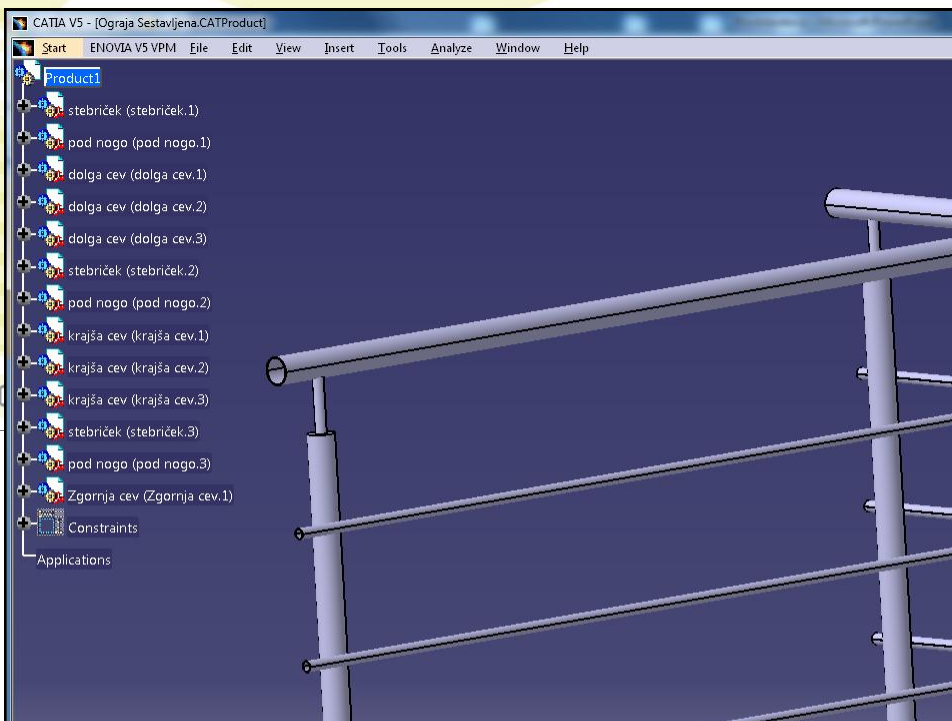 CATIA V5 - [Ograja Sestavljena.CATProduct]
Start ENOVIA V5 VPM File Edit View Insert Tools Analyze Window Help
Product1
stebriček (stebriček.1)
pod nogo (pod nogo.1)
dolga cev (dolga cev.1)
dolga cev (dolga cev.2)
dolga cev (dolga cev.3)
stebriček (stebriček.2)
pod nogo (pod nogo.2)
krajša cev (krajša cev.1)
krajša cev (krajša cev.2)
krajša cev (krajša cev.3)
stebriček (stebriček.3)
pod nogo (pod nogo.3)
Zgornja cev (Zgornja cev.1)
Constraints
Applications